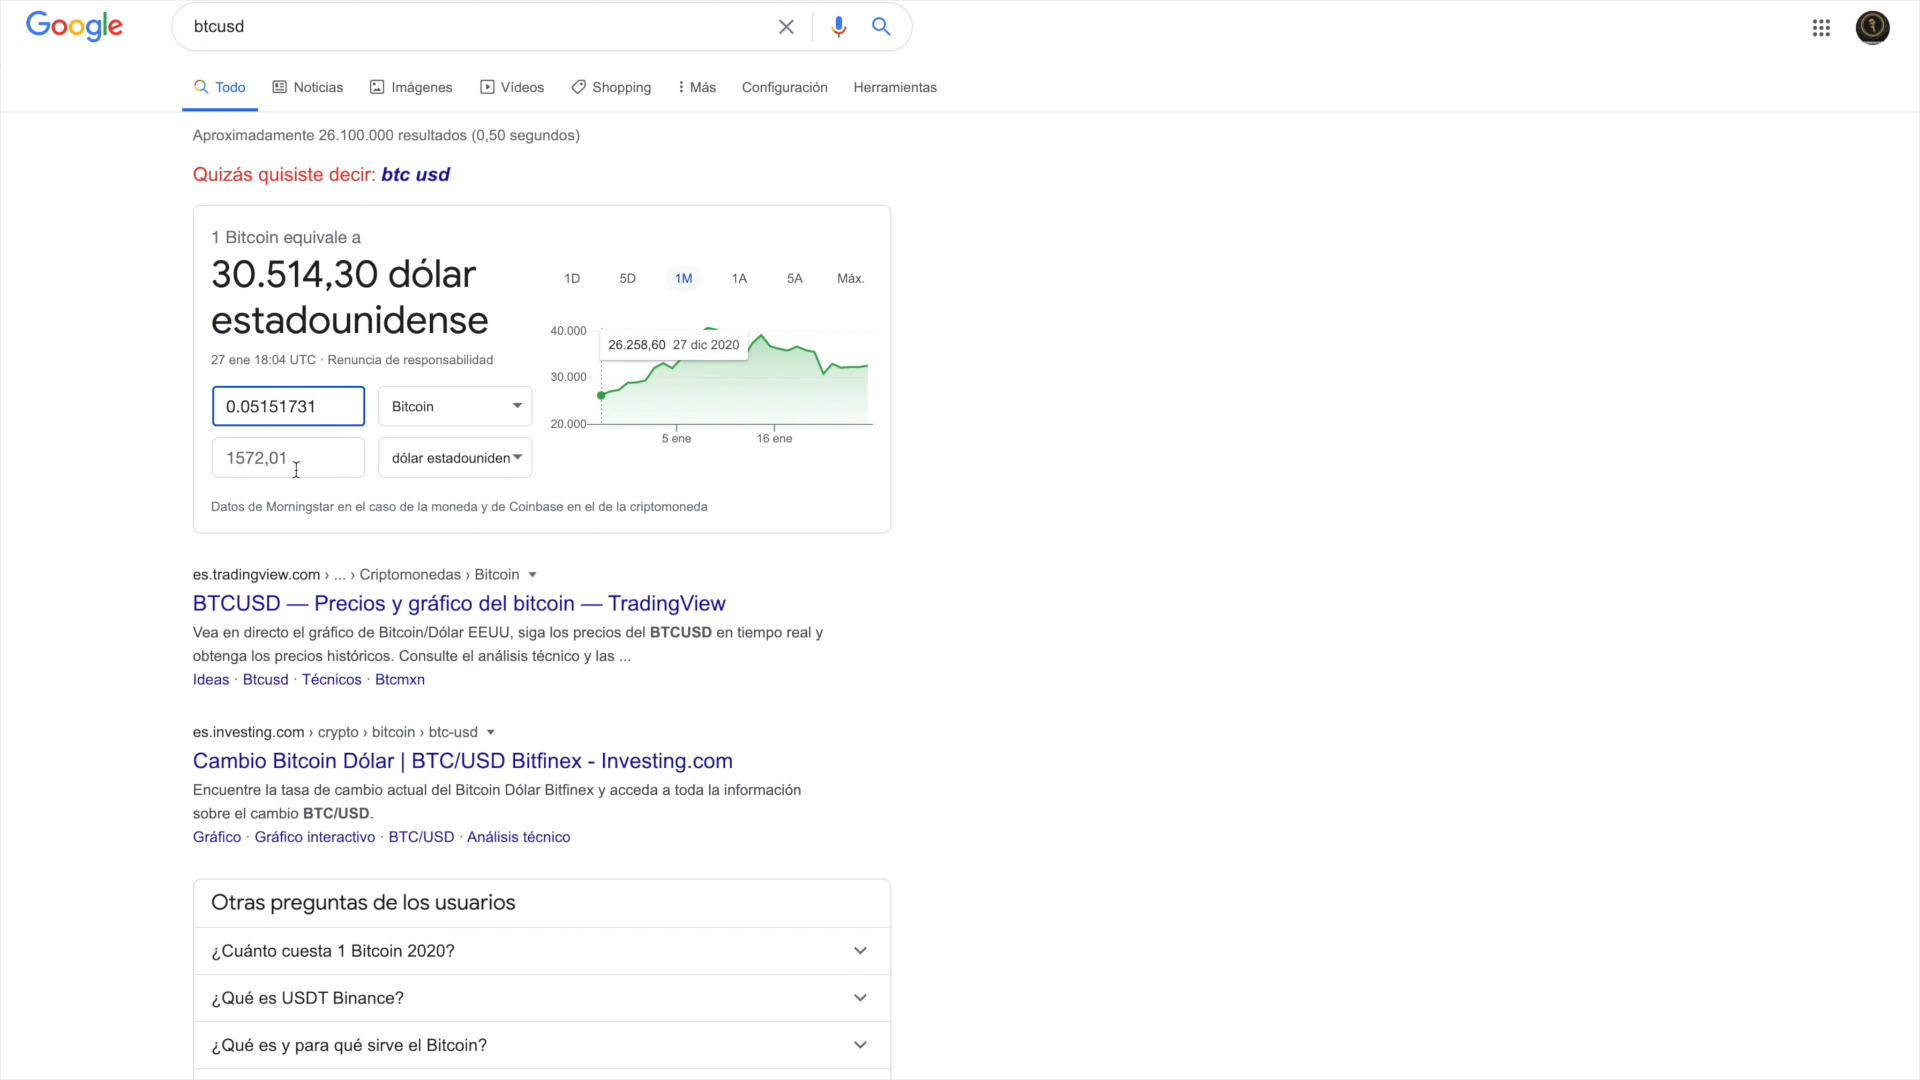 Google
btcusd
Todo
Noticias
Imágenes
Vídeos
Shopping
Más
Configuración
Herramientas
Aproximadamente 26.100.000 resultados (0,50 segundos)
Quizás quisiste decir: btc usd
1 Bitcoin equivale a
30.514,30 dólar
estadounidense
27 ene 18:04 UTC · Renuncia de responsabilidad
0.05151731
Bitcoin
1572,01
dólar estadouniden
1D 5D 1M 1A 5A Máx.
40.000
26.258,60 27 dic 2020
30.000
20.000
5 ene 16 ene
Datos de Morningstar en el caso de la moneda y de Coinbase en el de la criptomoneda
es.tradingview.com › ... › Criptomonedas › Bitcoin
BTCUSD — Precios y gráfico del bitcoin — TradingView
Vea en directo el gráfico de Bitcoin/Dólar EEUU, siga los precios del BTCUSD en tiempo real y
obtenga los precios históricos. Consulte el análisis técnico y las ...
Ideas · Btcusd · Técnicos · Btcmxn
es.investing.com › crypto › bitcoin › btc-usd
Cambio Bitcoin Dólar | BTC/USD Bitfinex - Investing.com
Encuentre la tasa de cambio actual del Bitcoin Dólar Bitfinex y acceda a toda la información
sobre el cambio BTC/USD.
Gráfico · Gráfico interactivo · BTC/USD · Análisis técnico
Otras preguntas de los usuarios
¿Cuánto cuesta 1 Bitcoin 2020?
¿Qué es USDT Binance?
¿Qué es y para qué sirve el Bitcoin?